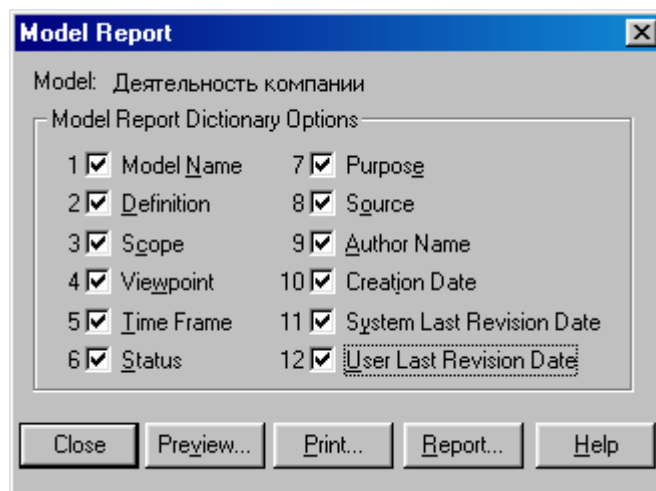 Model Report
Model: Деятельность компании
Model Report Dictionary Options
1 Model Name 7 Purpose
2 Definition 8 Source
3 Scope 9 Author Name
4 Viewpoint 10 Creation Date
5 Time Frame 11 System Last Revision Date
6 Status 12 User Last Revision Date
Close Preview... Print... Report... Help